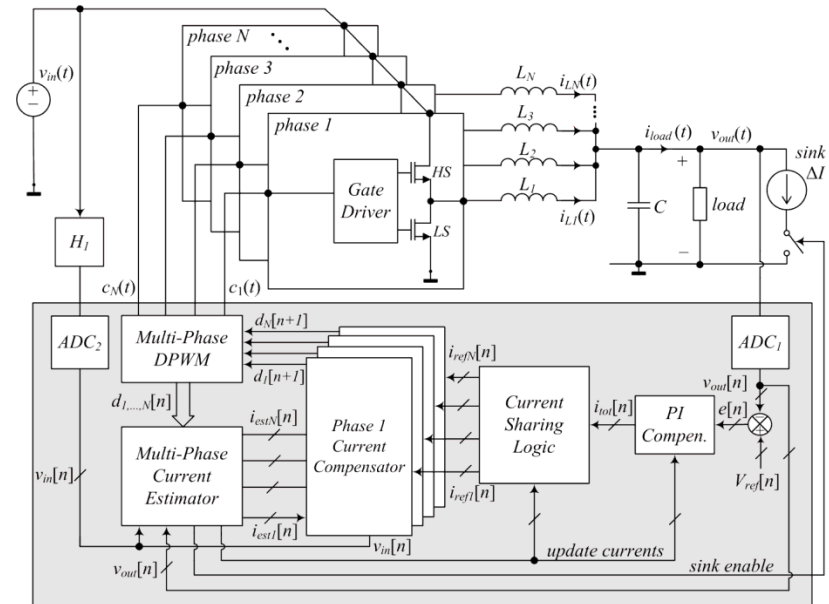 phase N
phase 3
phase 2
phase 1
v_in(t)
+
−
L_N
i_LN(t)
L_3
L_2
L_1
i_L1(t)
Gate
Driver
HS
LS
i_load(t)
v_out(t)
+
−
C
load
sink
ΔI
H_1
c_N(t)
c_1(t)
ADC_2
Multi-Phase
DPWM
d_N[n+1]
d_1[n+1]
d_1,...,N[n]
Multi-Phase
Current
Estimator
i_estN[n]
i_est1[n]
Phase 1
Current
Compensator
i_refN[n]
i_ref1[n]
Current
Sharing
Logic
i_tot[n]
PI
Compen.
e[n]
ADC_1
v_out[n]
V_ref[n]
v_in[n]
v_in[n]
v_out[n]
update currents
sink enable